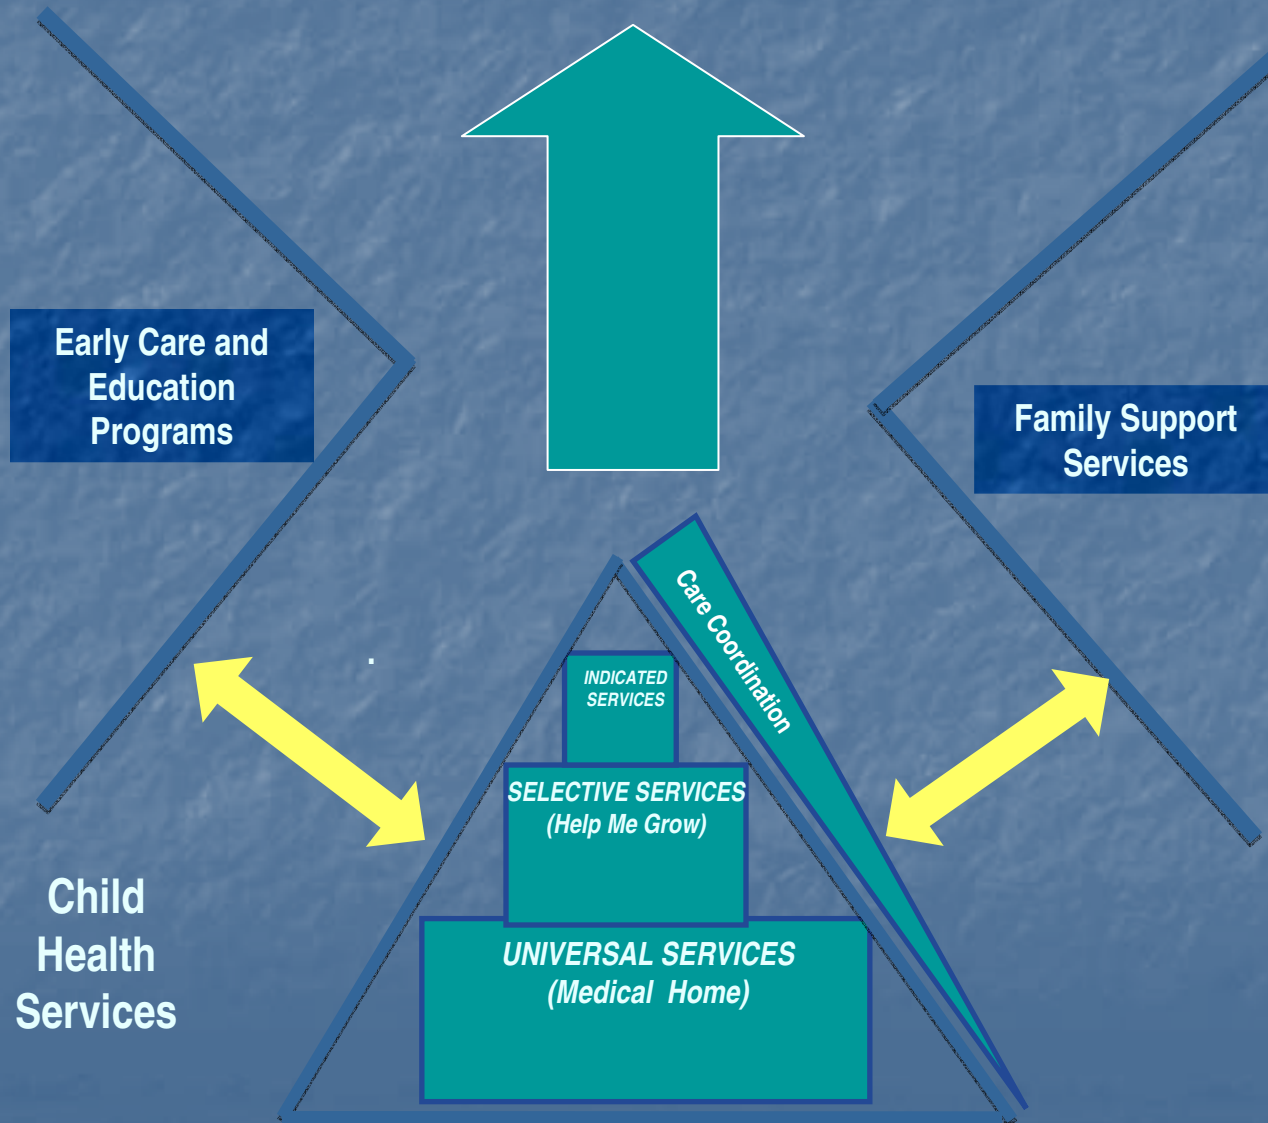 Early Care and
Education
Programs
Family Support
Services
Care Coordination
.
INDICATED
SERVICES
SELECTIVE SERVICES
(Help Me Grow)
Child
Health
Services
UNIVERSAL SERVICES
(Medical Home)